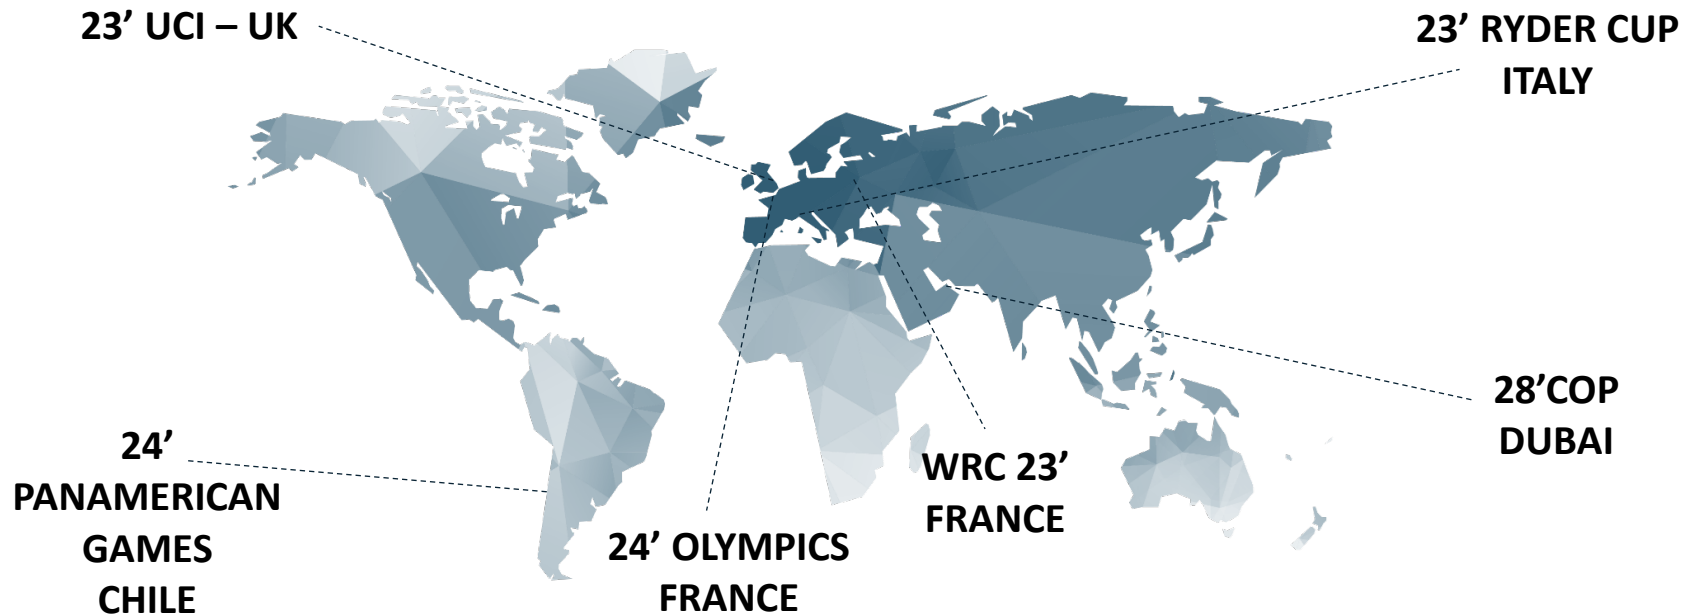 23’ UCI – UK
23’ RYDER CUP
ITALY
28’COP
DUBAI
24’
PANAMERICAN
GAMES
CHILE
WRC 23’
FRANCE
24’ OLYMPICS
FRANCE